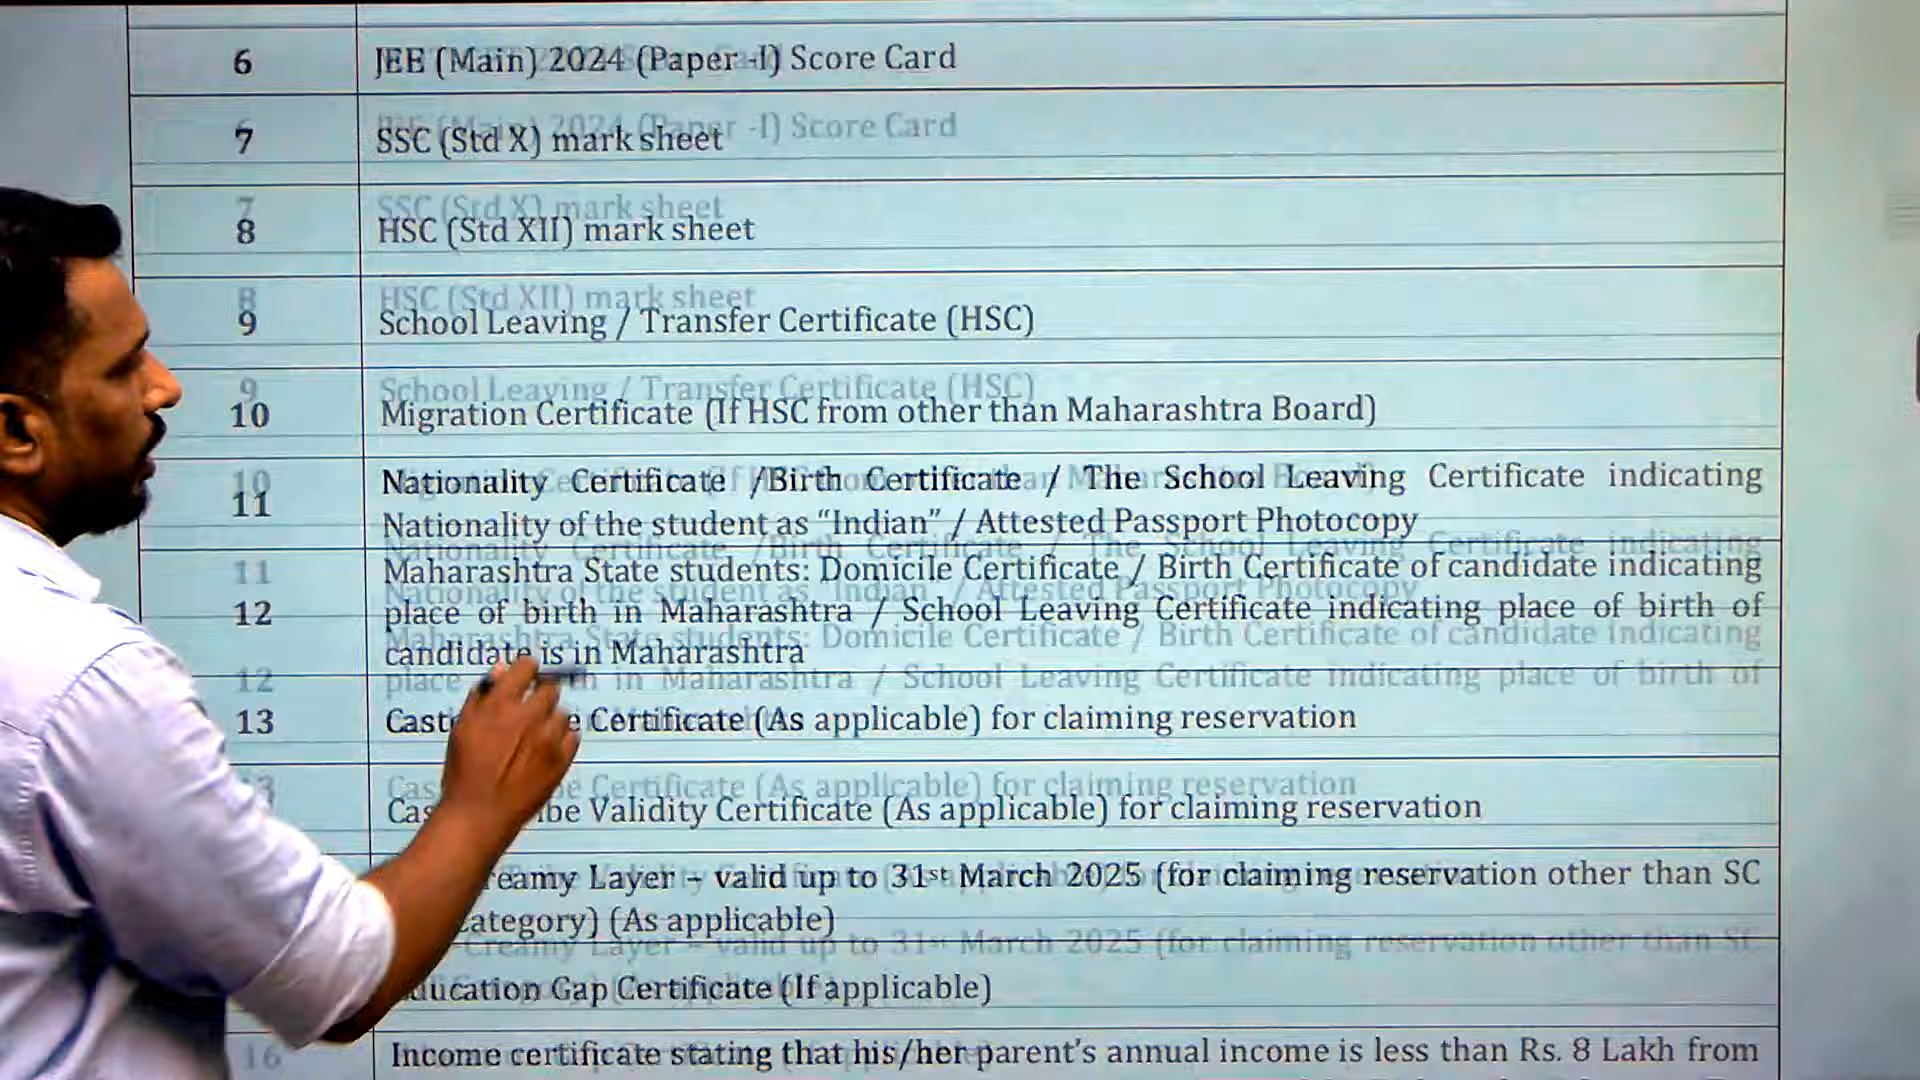 6 JEE (Main) 2024 (Paper -I) Score Card
7 SSC (Std X) mark sheet
8 HSC (Std XII) mark sheet
9 School Leaving / Transfer Certificate (HSC)
10 Migration Certificate (If HSC from other than Maharashtra Board)
11 Nationality Certificate /Birth Certificate / The School Leaving Certificate indicating
Nationality of the student as “Indian” / Attested Passport Photocopy
Maharashtra State students: Domicile Certificate / Birth Certificate of candidate indicating
12 place of birth in Maharashtra / School Leaving Certificate indicating place of birth of
candidate is in Maharashtra
13 Certificate (As applicable) for claiming reservation
Validity Certificate (As applicable) for claiming reservation
Layer – valid up to 31st March 2025 (for claiming reservation other than SC
(As applicable)
Gap Certificate (If applicable)
16 Income certificate stating that his/her parent’s annual income is less than Rs. 8 Lakh from